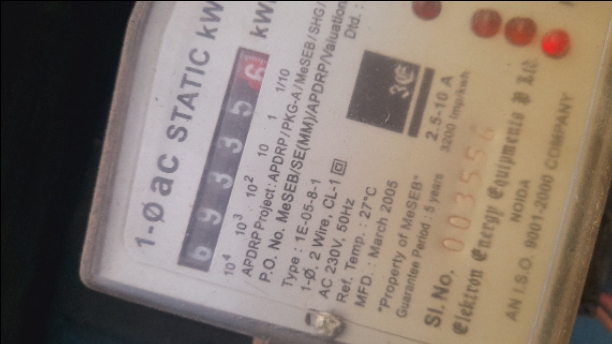 1-Ø ac STATIC kW
6 9 3 3 5 6 kW
10⁴ 10³ 10² 10 1 1/10
APDRP Project: APDRP/PKG-A/MeSEB/SHG/
P.O. No. MeSEB/SE(MM)/APDRP/Valuation
Dtd. :
Type : 1E-05-8-1
1-Ø, 2 Wire, CL-1
AC 230V, 50Hz
Ref. Temp. : 27°C
MFD. : March 2005
*Property of MeSEB*
Guarantee Period : 5 years
2.5-10 A
3200 Imp/kwh
Sl. No. 003556
Elektron Energy Equipments P Ltd.
NOIDA
AN I.S.O. 9001-2000 COMPANY